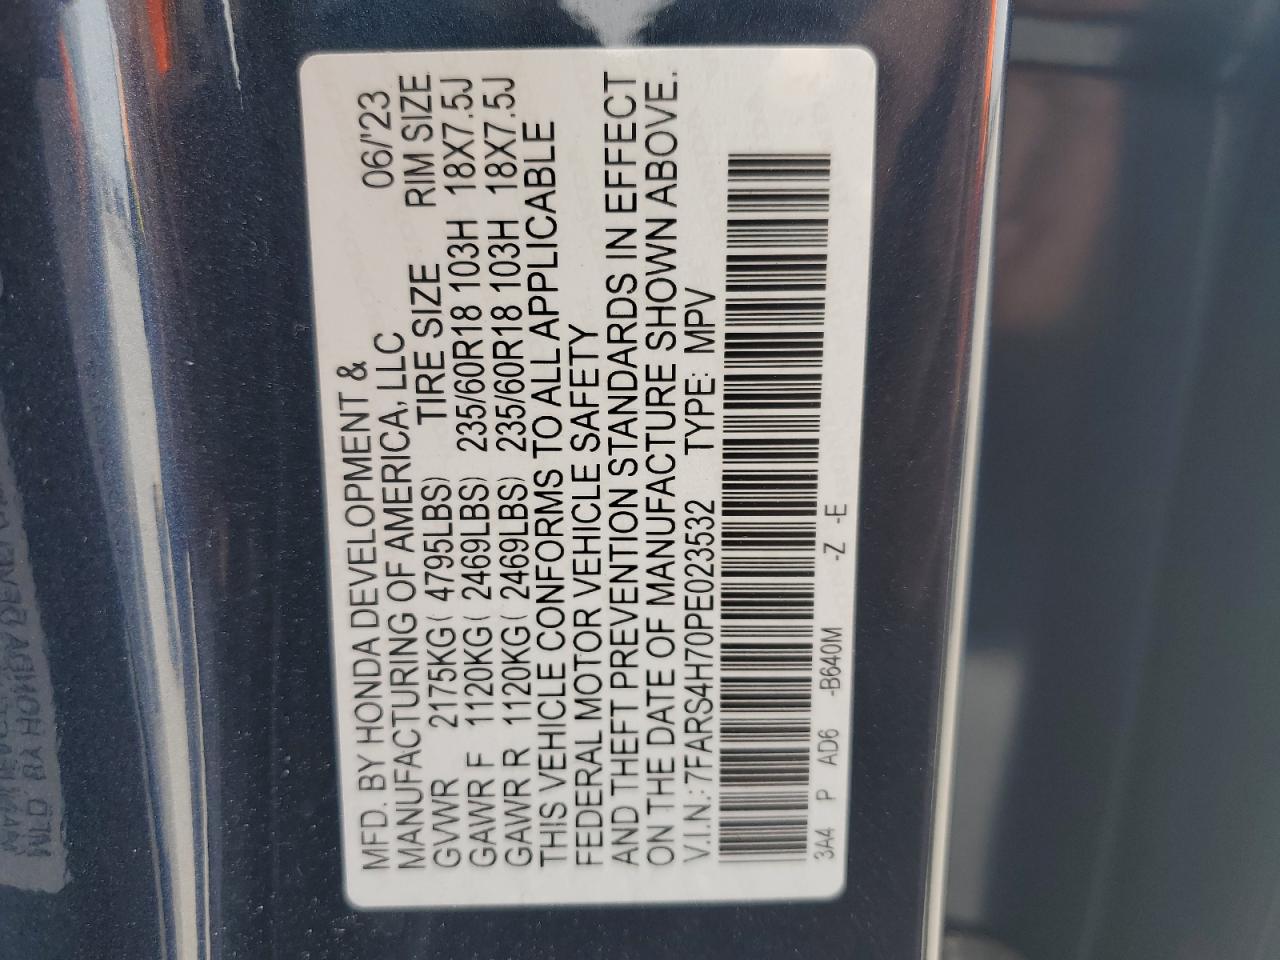 MFD. BY HONDA DEVELOPMENT & 06/'23
MANUFACTURING OF AMERICA, LLC
TIRE SIZE RIM SIZE
GVWR 2175KG( 4795LBS)
GAWR F 1120KG( 2469LBS) 235/60R18 103H 18X7.5J
GAWR R 1120KG( 2469LBS) 235/60R18 103H 18X7.5J
THIS VEHICLE CONFORMS TO ALL APPLICABLE
FEDERAL MOTOR VEHICLE SAFETY
AND THEFT PREVENTION STANDARDS IN EFFECT
ON THE DATE OF MANUFACTURE SHOWN ABOVE.
V.I.N.: 7FARS4H70PE023532 TYPE: MPV
3A4 P AD6 -B640M -Z -E